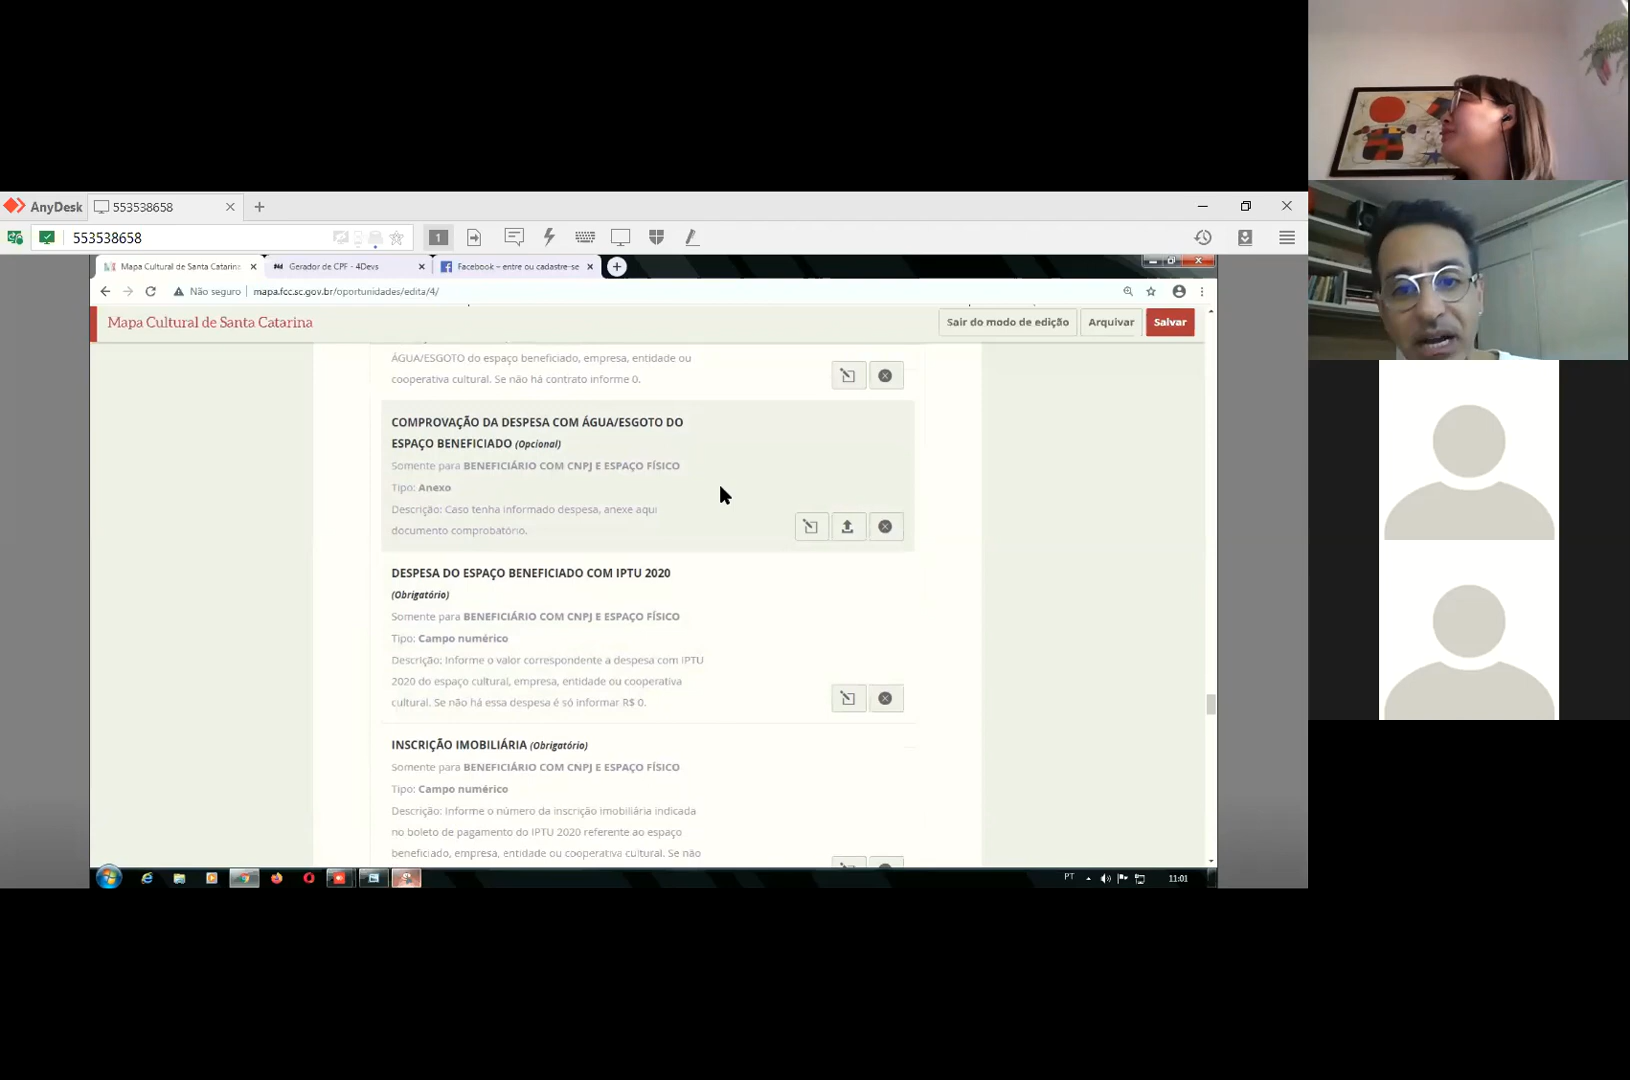 AnyDesk
553538658
553538658
1
Mapa Cultural de Santa Catarina
Gerador de CPF - 4Devs
Facebook – entre ou cadastre-se
Não seguro
mapa.fcc.sc.gov.br/oportunidades/edita/4/
Mapa Cultural de Santa Catarina
Sair do modo de edição
Arquivar
Salvar
ÁGUA/ESGOTO do espaço beneficiado, empresa, entidade ou
cooperativa cultural. Se não há contrato informe 0.
COMPROVAÇÃO DA DESPESA COM ÁGUA/ESGOTO DO
ESPAÇO BENEFICIADO (Opcional)
Somente para BENEFICIÁRIO COM CNPJ E ESPAÇO FÍSICO
Tipo: Anexo
Descrição: Caso tenha informado despesa, anexe aqui
documento comprobatório.
DESPESA DO ESPAÇO BENEFICIADO COM IPTU 2020
(Obrigatório)
Somente para BENEFICIÁRIO COM CNPJ E ESPAÇO FÍSICO
Tipo: Campo numérico
Descrição: Informe o valor correspondente a despesa com IPTU
2020 do espaço cultural, empresa, entidade ou cooperativa
cultural. Se não há essa despesa é só informar R$ 0.
INSCRIÇÃO IMOBILIÁRIA (Obrigatório)
Somente para BENEFICIÁRIO COM CNPJ E ESPAÇO FÍSICO
Tipo: Campo numérico
Descrição: Informe o número da inscrição imobiliária indicada
no boleto de pagamento do IPTU 2020 referente ao espaço
beneficiado, empresa, entidade ou cooperativa cultural. Se não
PT
11:01